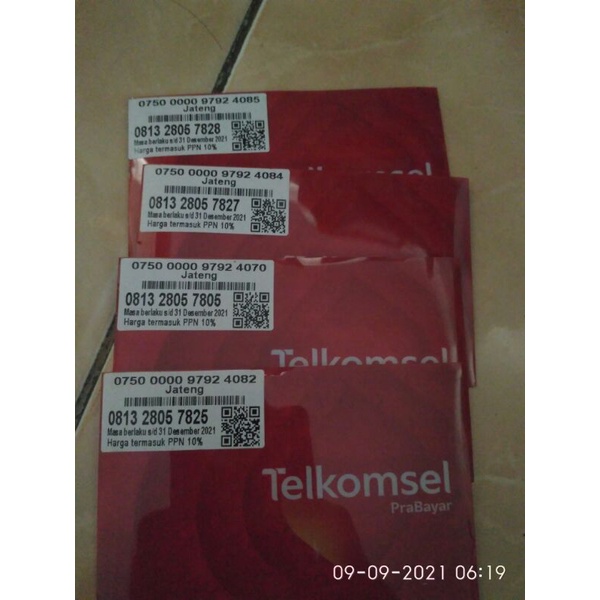 0750 0000 9792 4085
Jateng
0813 2805 7828
Masa berlaku s/d 31 Desember 2021
Harga termasuk PPN 10%
0750 0000 9792 4084
Jateng
0813 2805 7827
Masa berlaku s/d 31 Desember 2021
Harga termasuk PPN 10%
0750 0000 9792 4070
Jateng
0813 2805 7805
Masa berlaku s/d 31 Desember 2021
Harga termasuk PPN 10%
Telkomsel
0750 0000 9792 4082
Jateng
0813 2805 7825
Masa berlaku s/d 31 Desember 2021
Harga termasuk PPN 10%
Telkomsel
PraBayar
09-09-2021 06:19